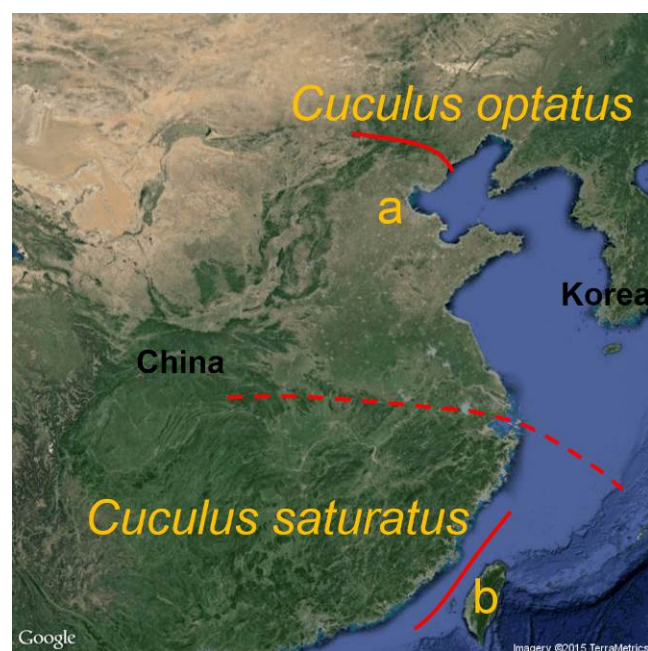 Cuculus optatus
a
Korea
China
Cuculus saturatus
b
Google
Imagery ©2015 TerraMetrics